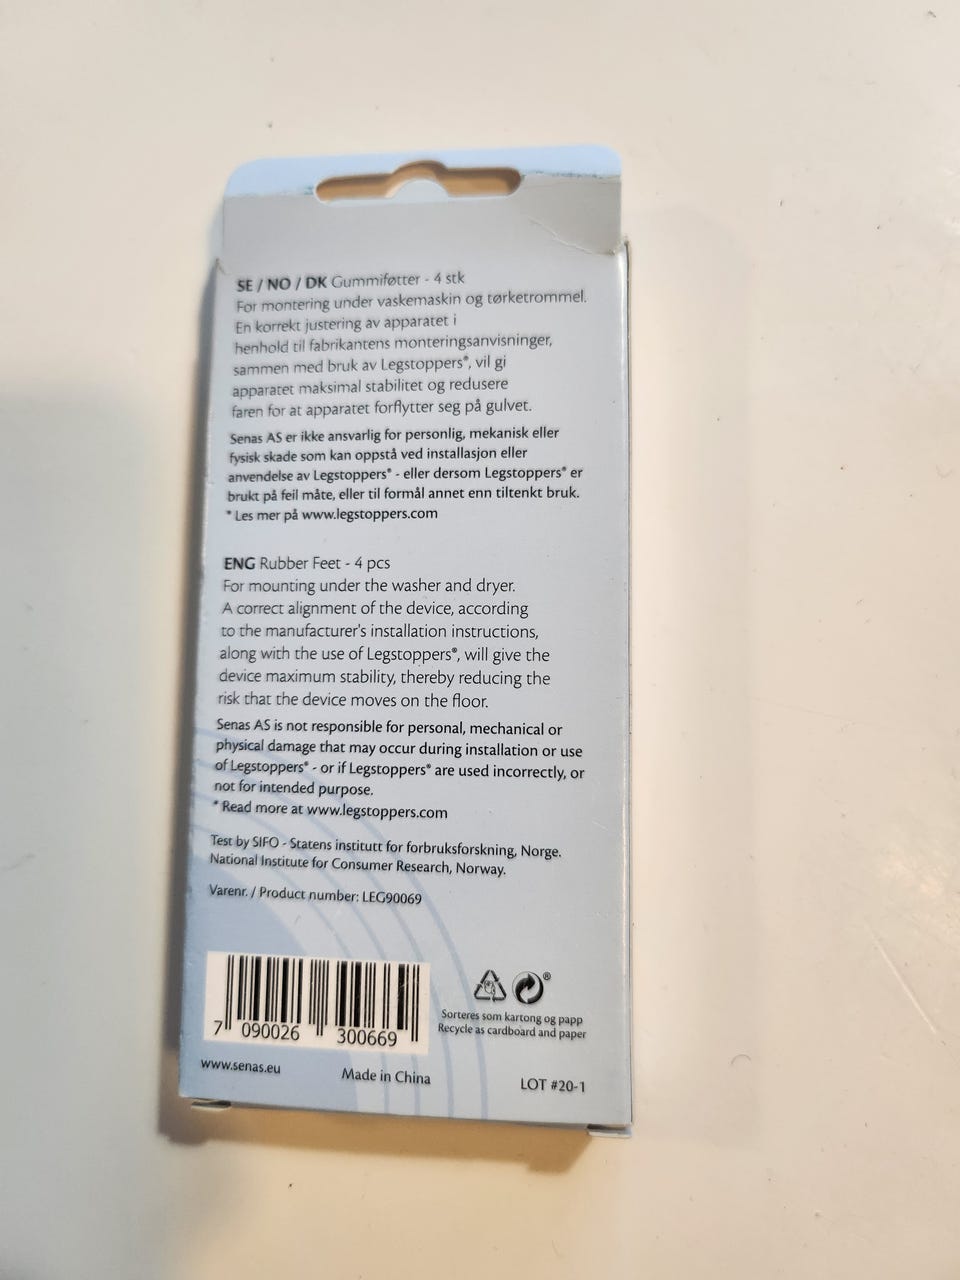 SE / NO / DK Gummiføtter - 4 stk
For montering under vaskemaskin og tørketrommel.
En korrekt justering av apparatet i
henhold til fabrikantens monteringsanvisninger,
sammen med bruk av Legstoppers®, vil gi
apparatet maksimal stabilitet og redusere
faren for at apparatet forflytter seg på gulvet.
Senas AS er ikke ansvarlig for personlig, mekanisk eller
fysisk skade som kan oppstå ved installasjon eller
anvendelse av Legstoppers® - eller dersom Legstoppers® er
brukt på feil måte, eller til formål annet enn tiltenkt bruk.
* Les mer på www.legstoppers.com
ENG Rubber Feet - 4 pcs
For mounting under the washer and dryer.
A correct alignment of the device, according
to the manufacturer's installation instructions,
along with the use of Legstoppers®, will give the
device maximum stability, thereby reducing the
risk that the device moves on the floor.
Senas AS is not responsible for personal, mechanical or
physical damage that may occur during installation or use
of Legstoppers® - or if Legstoppers® are used incorrectly, or
not for intended purpose.
* Read more at www.legstoppers.com
Test by SIFO - Statens institutt for forbruksforskning, Norge.
National Institute for Consumer Research, Norway.
Varenr. / Product number: LEG90069
7 090026 300669
®
Sorteres som kartong og papp
Recycle as cardboard and paper
www.senas.eu
Made in China
LOT #20-1